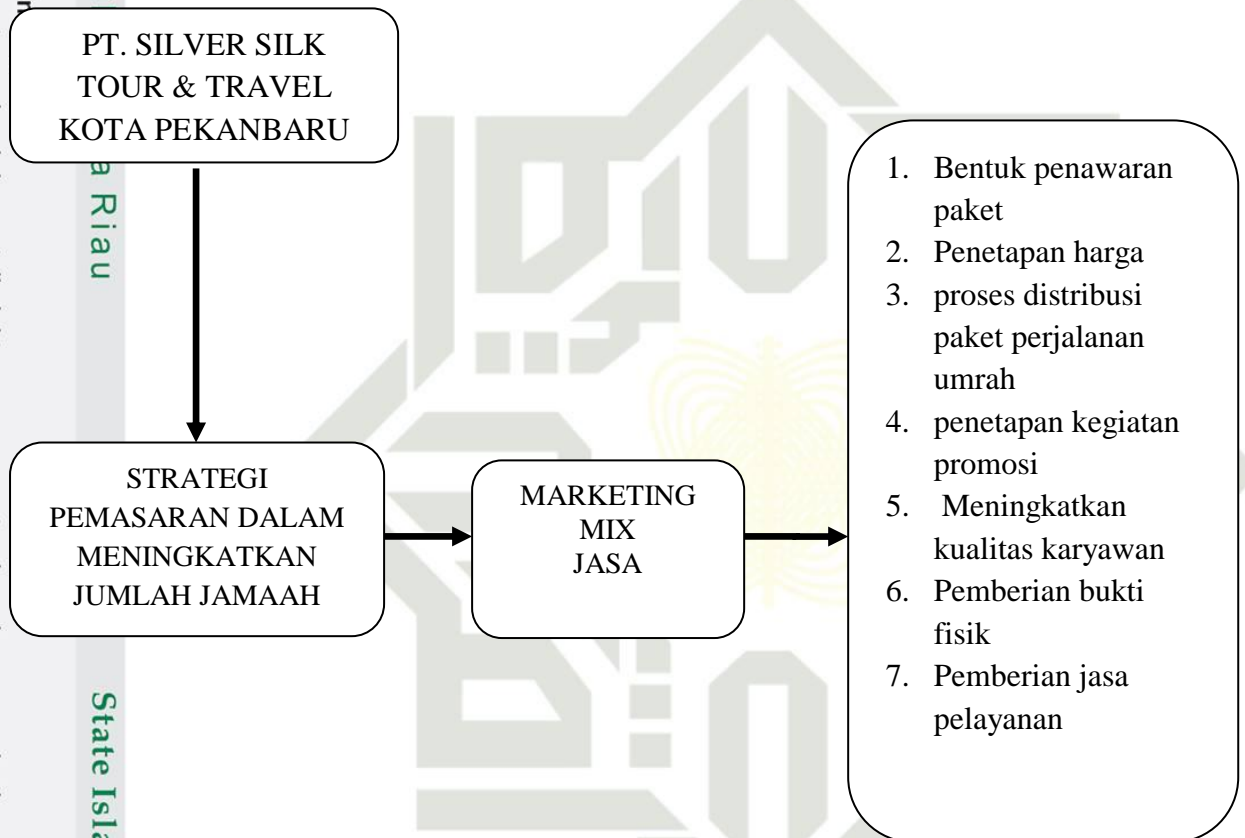 PT. SILVER SILK
TOUR & TRAVEL
KOTA PEKANBARU
STRATEGI
PEMASARAN DALAM
MENINGKATKAN
JUMLAH JAMAAH
MARKETING
MIX
JASA
1. Bentuk penawaran
paket
2. Penetapan harga
3. proses distribusi
paket perjalanan
umrah
4. penetapan kegiatan
promosi
5. Meningkatkan
kualitas karyawan
6. Pemberian bukti
fisik
7. Pemberian jasa
pelayanan
a Riau
State Isla